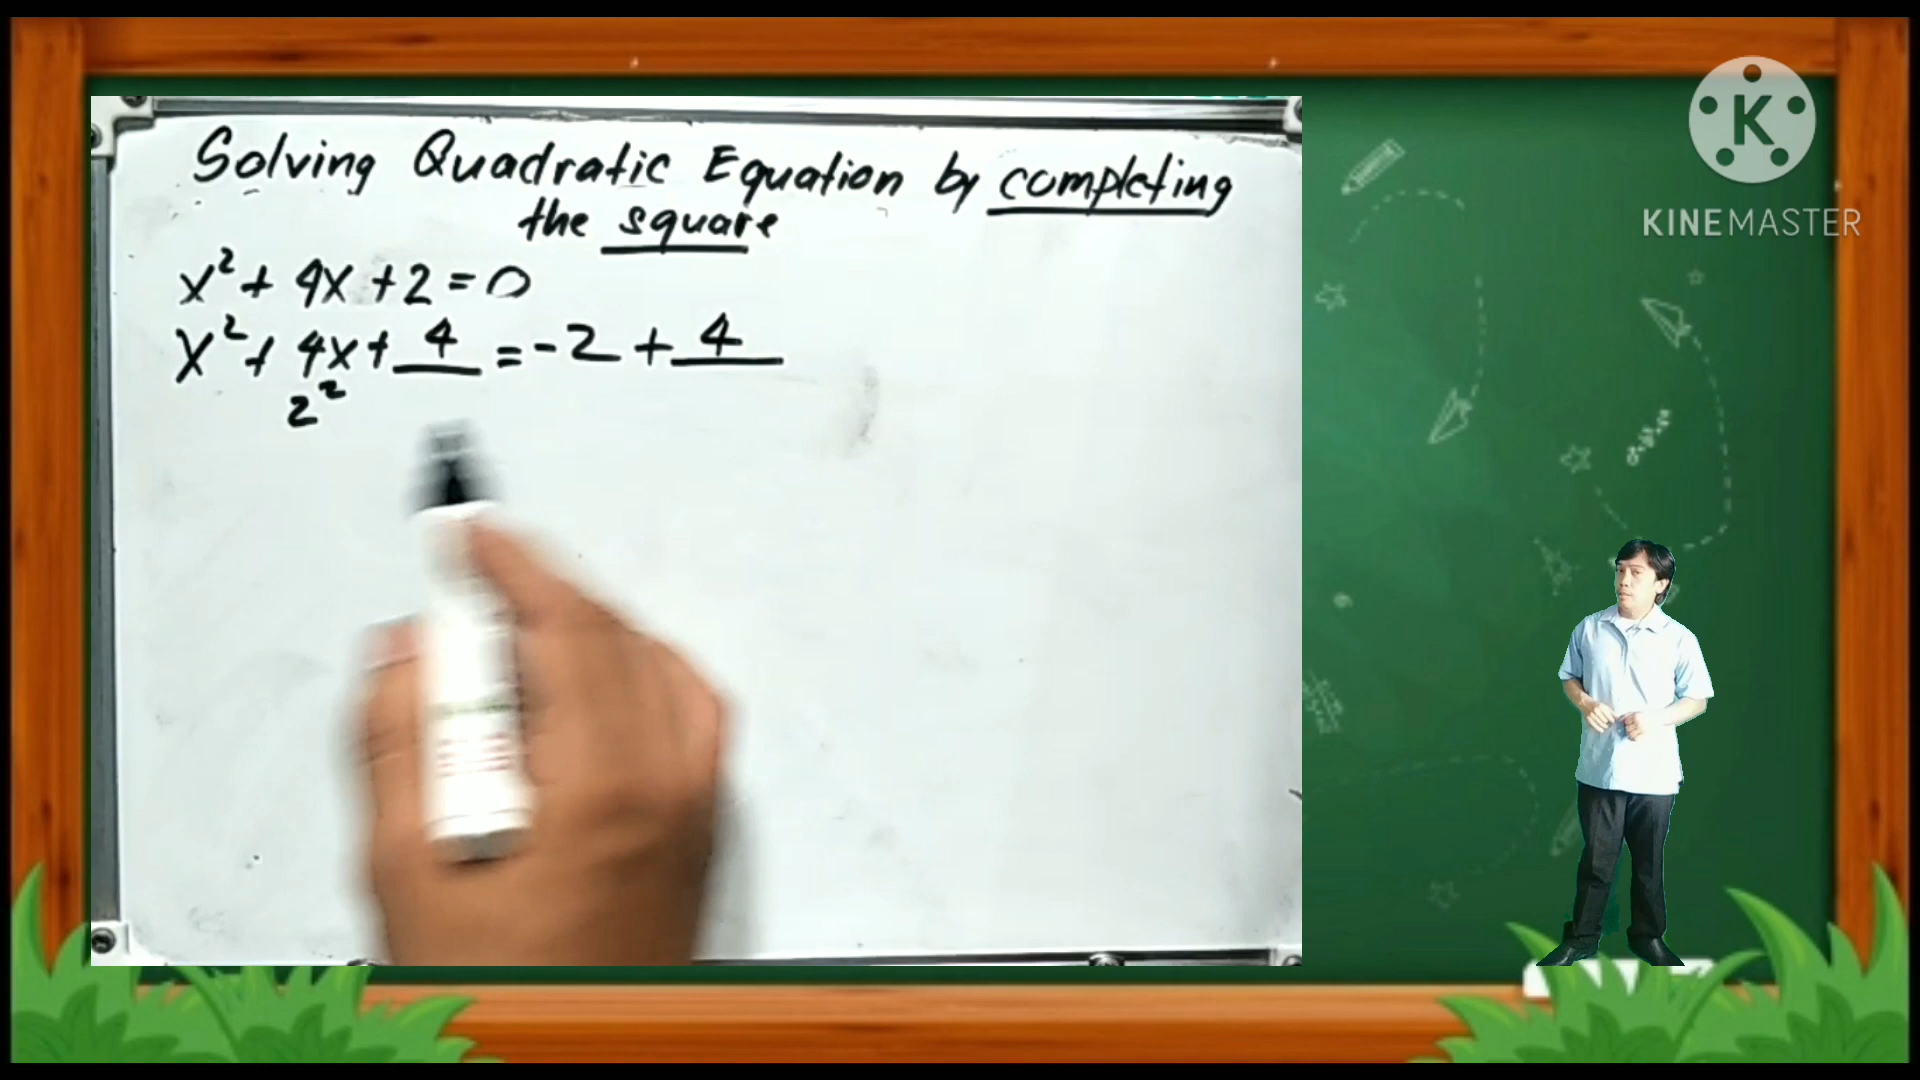 Solving Quadratic Equation by completing
the square
x² + 4x + 2 = 0
x² + 4x + 4 = -2 + 4
2²
K
KINEMASTER